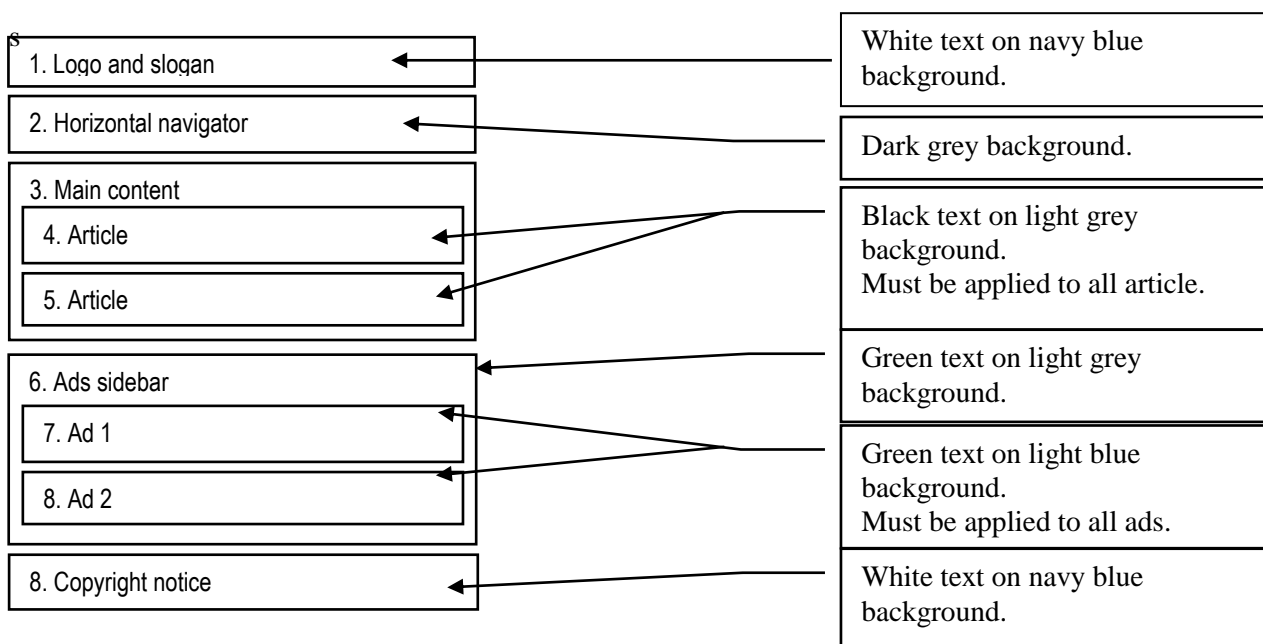 s
1. Logo and slogan
2. Horizontal navigator
3. Main content
4. Article
5. Article
6. Ads sidebar
7. Ad 1
8. Ad 2
8. Copyright notice
White text on navy blue
background.
Dark grey background.
Black text on light grey
background.
Must be applied to all article.
Green text on light grey
background.
Green text on light blue
background.
Must be applied to all ads.
White text on navy blue
background.